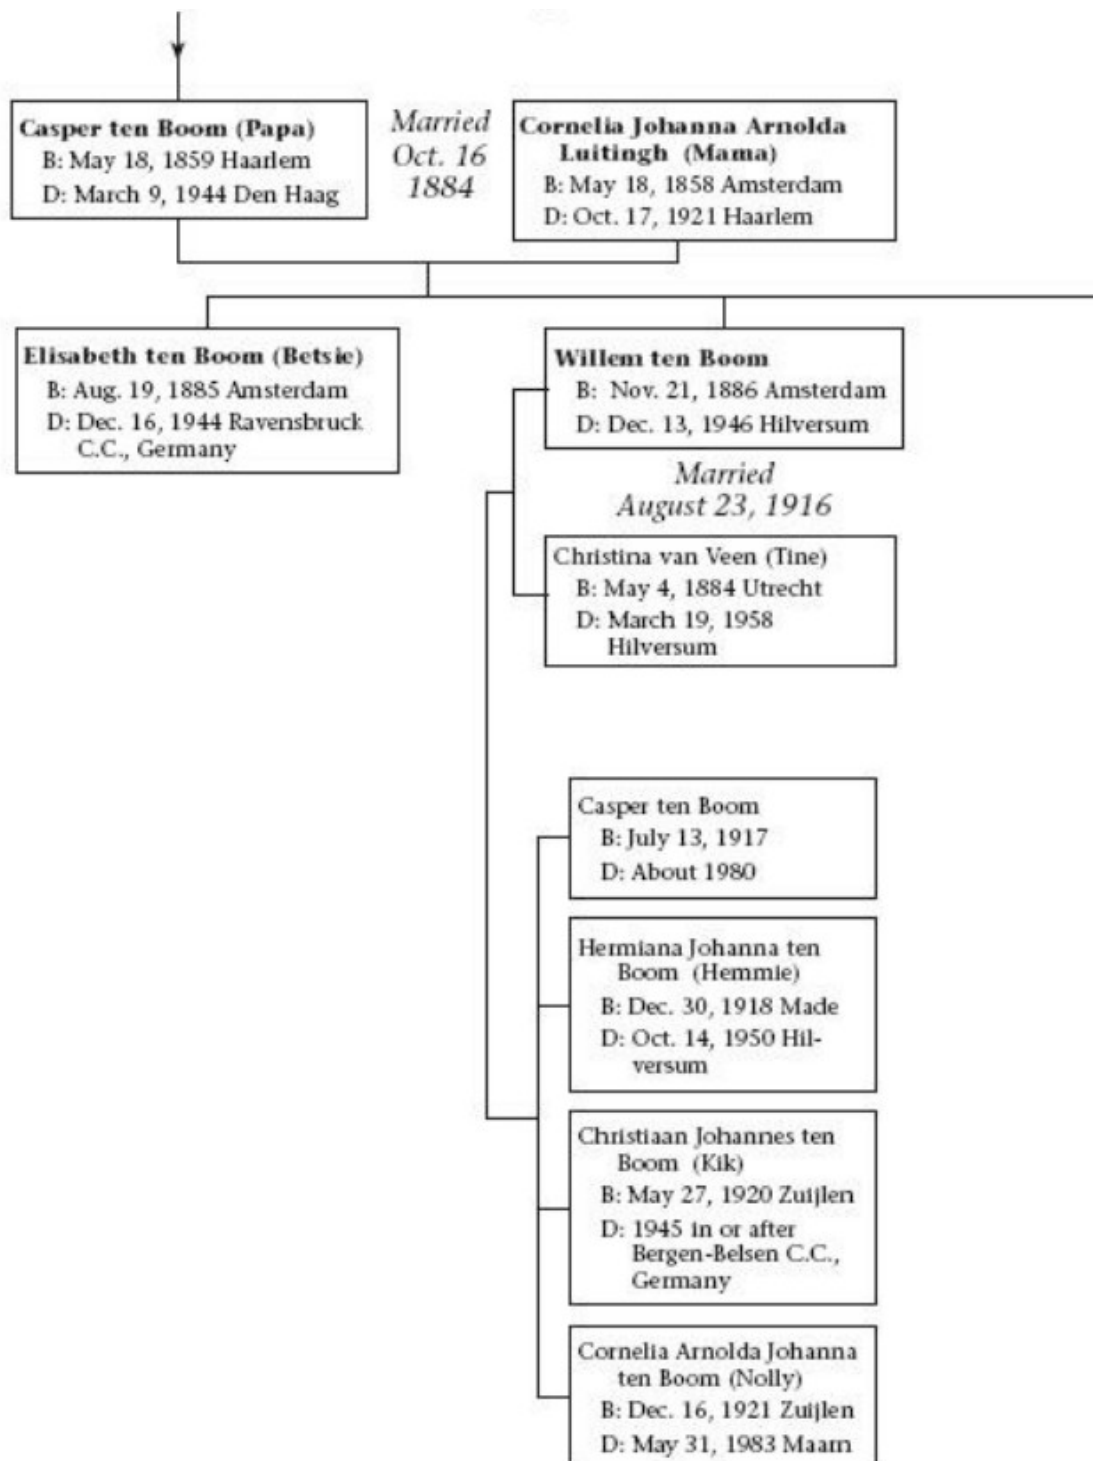 Casper ten Boom (Papa)
B: May 18, 1859 Haarlem
D: March 9, 1944 Den Haag
Married
Oct. 16
1884
Cornelia Johanna Arnolda
Luitingh (Mama)
B: May 18, 1858 Amsterdam
D: Oct. 17, 1921 Haarlem
Elisabeth ten Boom (Betsie)
B: Aug. 19, 1885 Amsterdam
D: Dec. 16, 1944 Ravensbruck
C.C., Germany
Willem ten Boom
B: Nov. 21, 1886 Amsterdam
D: Dec. 13, 1946 Hilversum
Married
August 23, 1916
Christina van Veen (Tine)
B: May 4, 1884 Utrecht
D: March 19, 1958
Hilversum
Casper ten Boom
B: July 13, 1917
D: About 1980
Hermiana Johanna ten
Boom (Hemmie)
B: Dec. 30, 1918 Made
D: Oct. 14, 1950 Hil-
versum
Christiaan Johannes ten
Boom (Kik)
B: May 27, 1920 Zuijlen
D: 1945 in or after
Bergen-Belsen C.C.,
Germany
Cornelia Arnolda Johanna
ten Boom (Nolly)
B: Dec. 16, 1921 Zuijlen
D: May 31, 1983 Maarn